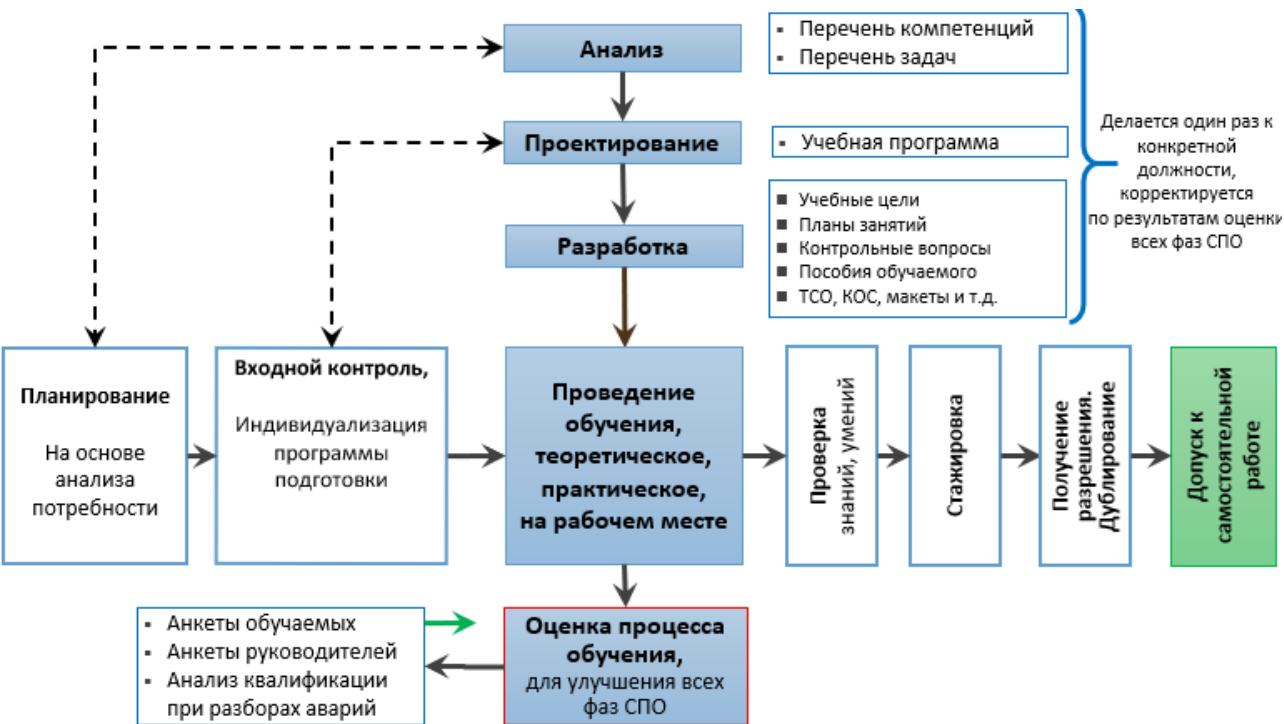 Анализ
▪ Перечень компетенций
▪ Перечень задач
Проектирование
▪ Учебная программа
Делается один раз к
конкретной
должности,
корректируется
по результатам оценки
всех фаз СПО
Разработка
■ Учебные цели
■ Планы занятий
■ Контрольные вопросы
■ Пособия обучаемого
■ ТСО, КОС, макеты и т.д.
Планирование
На основе
анализа
потребности
Входной контроль,
Индивидуализация
программы
подготовки
Проведение
обучения,
теоретическое,
практическое,
на рабочем месте
Проверка
знаний, умений
Стажировка
Получение
разрешения.
Дублирование
Допуск к
самостоятельной
работе
▪ Анкеты обучаемых
▪ Анкеты руководителей
▪ Анализ квалификации
при разборах аварий
Оценка процесса
обучения,
для улучшения всех
фаз СПО